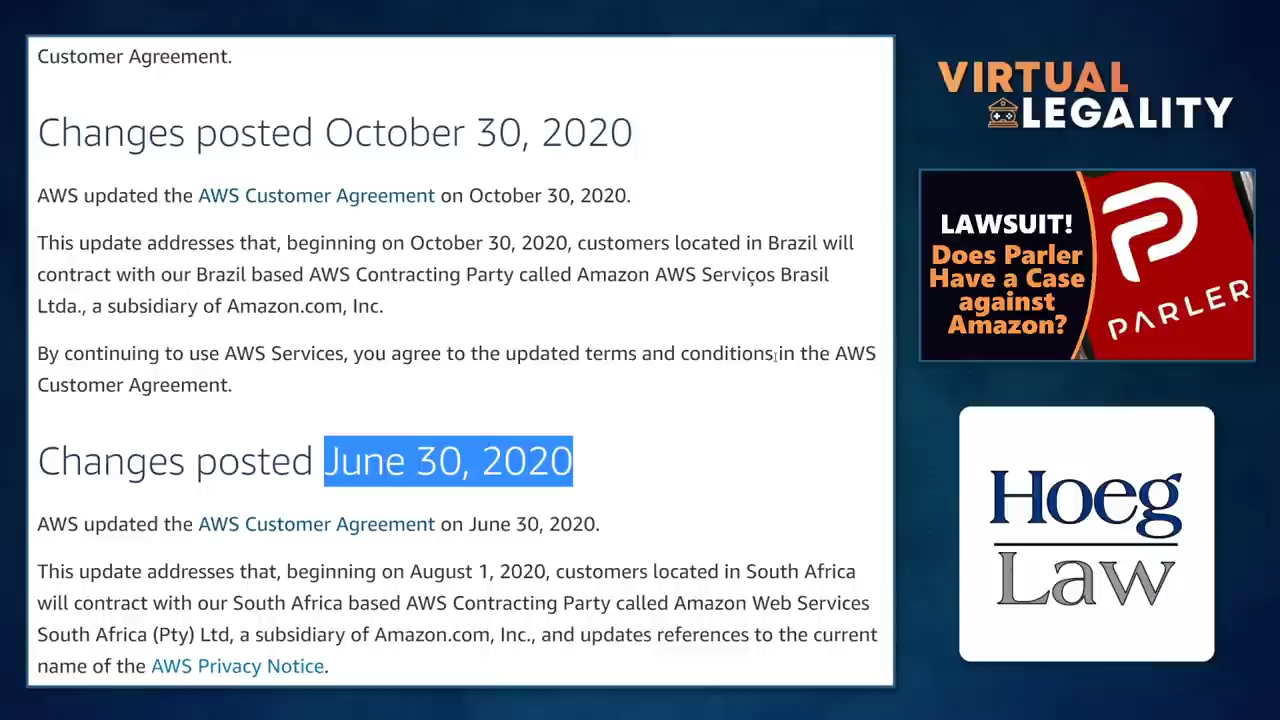 Customer Agreement.
Changes posted October 30, 2020
AWS updated the AWS Customer Agreement on October 30, 2020.
This update addresses that, beginning on October 30, 2020, customers located in Brazil will
contract with our Brazil based AWS Contracting Party called Amazon AWS Serviços Brasil
Ltda., a subsidiary of Amazon.com, Inc.
By continuing to use AWS Services, you agree to the updated terms and conditions in the AWS
Customer Agreement.
Changes posted June 30, 2020
AWS updated the AWS Customer Agreement on June 30, 2020.
This update addresses that, beginning on August 1, 2020, customers located in South Africa
will contract with our South Africa based AWS Contracting Party called Amazon Web Services
South Africa (Pty) Ltd, a subsidiary of Amazon.com, Inc., and updates references to the current
name of the AWS Privacy Notice.
VIRTUAL
LEGALITY
LAWSUIT!
Does Parler
Have a Case
against
Amazon?
PARLER
Hoeg
Law